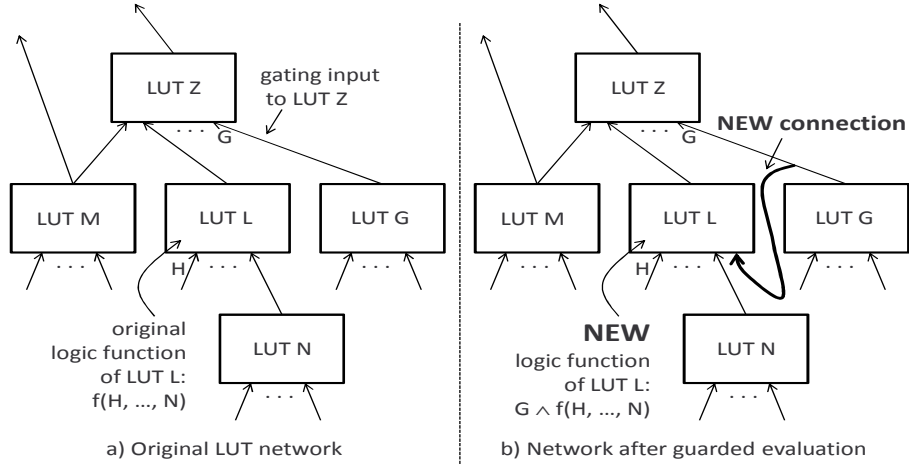 LUT Z
gating input
to LUT Z
. . . G
LUT M
LUT L
LUT G
. . .
H . . .
. . .
original
logic function
of LUT L:
f(H, ..., N)
LUT N
. . .
a) Original LUT network
LUT Z
NEW connection
. . . G
LUT M
LUT L
LUT G
. . .
H . . .
. . .
NEW
logic function
of LUT L:
G ∧ f(H, ..., N)
LUT N
. . .
b) Network after guarded evaluation